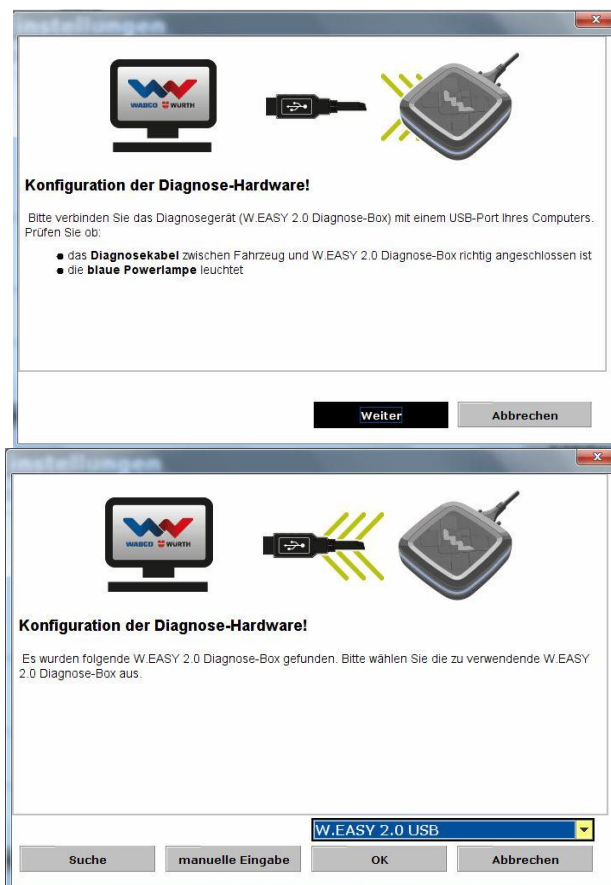 instellungen
WABCO WURTH
Konfiguration der Diagnose-Hardware!
Bitte verbinden Sie das Diagnosegerät (W.EASY 2.0 Diagnose-Box) mit einem USB-Port Ihres Computers.
Prüfen Sie ob:
● das Diagnosekabel zwischen Fahrzeug und W.EASY 2.0 Diagnose-Box richtig angeschlossen ist
● die blaue Powerlampe leuchtet
Weiter
Abbrechen
instellungen
WABCO WURTH
Konfiguration der Diagnose-Hardware!
Es wurden folgende W.EASY 2.0 Diagnose-Box gefunden. Bitte wählen Sie die zu verwendende W.EASY
2.0 Diagnose-Box aus.
W.EASY 2.0 USB
Suche
manuelle Eingabe
OK
Abbrechen